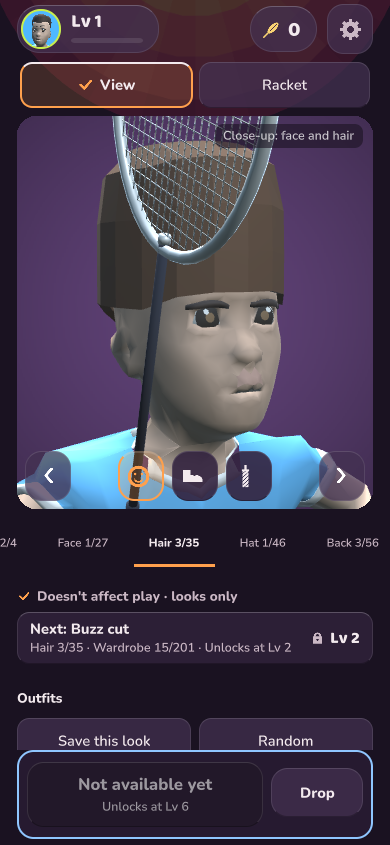 Lv 1
0
View
Racket
Close-up: face and hair
2/4
Face 1/27
Hair 3/35
Hat 1/46
Back 3/56
Doesn't affect play · looks only
Next: Buzz cut
Hair 3/35 · Wardrobe 15/201 · Unlocks at Lv 2
Lv 2
Outfits
Save this look
Random
Not available yet
Unlocks at Lv 6
Drop